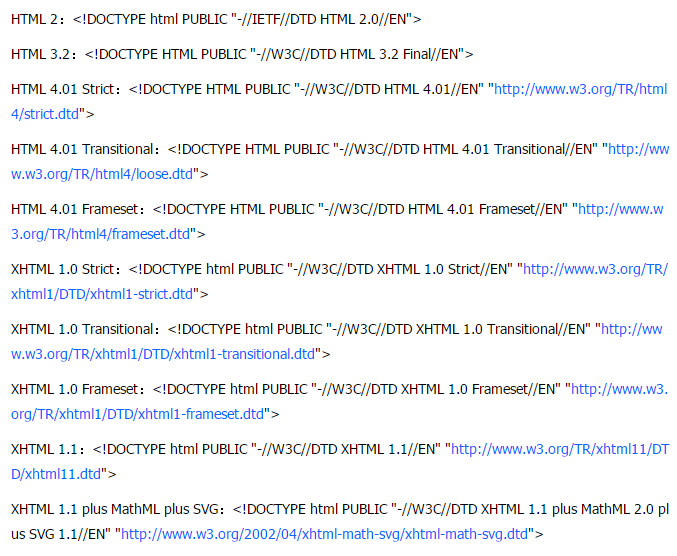 HTML 2：<!DOCTYPE html PUBLIC "-//IETF//DTD HTML 2.0//EN">
HTML 3.2：<!DOCTYPE HTML PUBLIC "-//W3C//DTD HTML 3.2 Final//EN">
HTML 4.01 Strict：<!DOCTYPE HTML PUBLIC "-//W3C//DTD HTML 4.01//EN" "http://www.w3.org/TR/html
4/strict.dtd">
HTML 4.01 Transitional：<!DOCTYPE HTML PUBLIC "-//W3C//DTD HTML 4.01 Transitional//EN" "http://ww
w.w3.org/TR/html4/loose.dtd">
HTML 4.01 Frameset：<!DOCTYPE HTML PUBLIC "-//W3C//DTD HTML 4.01 Frameset//EN" "http://www.w
3.org/TR/html4/frameset.dtd">
XHTML 1.0 Strict：<!DOCTYPE html PUBLIC "-//W3C//DTD XHTML 1.0 Strict//EN" "http://www.w3.org/TR/
xhtml1/DTD/xhtml1-strict.dtd">
XHTML 1.0 Transitional：<!DOCTYPE html PUBLIC "-//W3C//DTD XHTML 1.0 Transitional//EN" "http://ww
w.w3.org/TR/xhtml1/DTD/xhtml1-transitional.dtd">
XHTML 1.0 Frameset：<!DOCTYPE html PUBLIC "-//W3C//DTD XHTML 1.0 Frameset//EN" "http://www.w3.
org/TR/xhtml1/DTD/xhtml1-frameset.dtd">
XHTML 1.1：<!DOCTYPE html PUBLIC "-//W3C//DTD XHTML 1.1//EN" "http://www.w3.org/TR/xhtml11/DT
D/xhtml11.dtd">
XHTML 1.1 plus MathML plus SVG：<!DOCTYPE html PUBLIC "-//W3C//DTD XHTML 1.1 plus MathML 2.0 pl
us SVG 1.1//EN" "http://www.w3.org/2002/04/xhtml-math-svg/xhtml-math-svg.dtd">